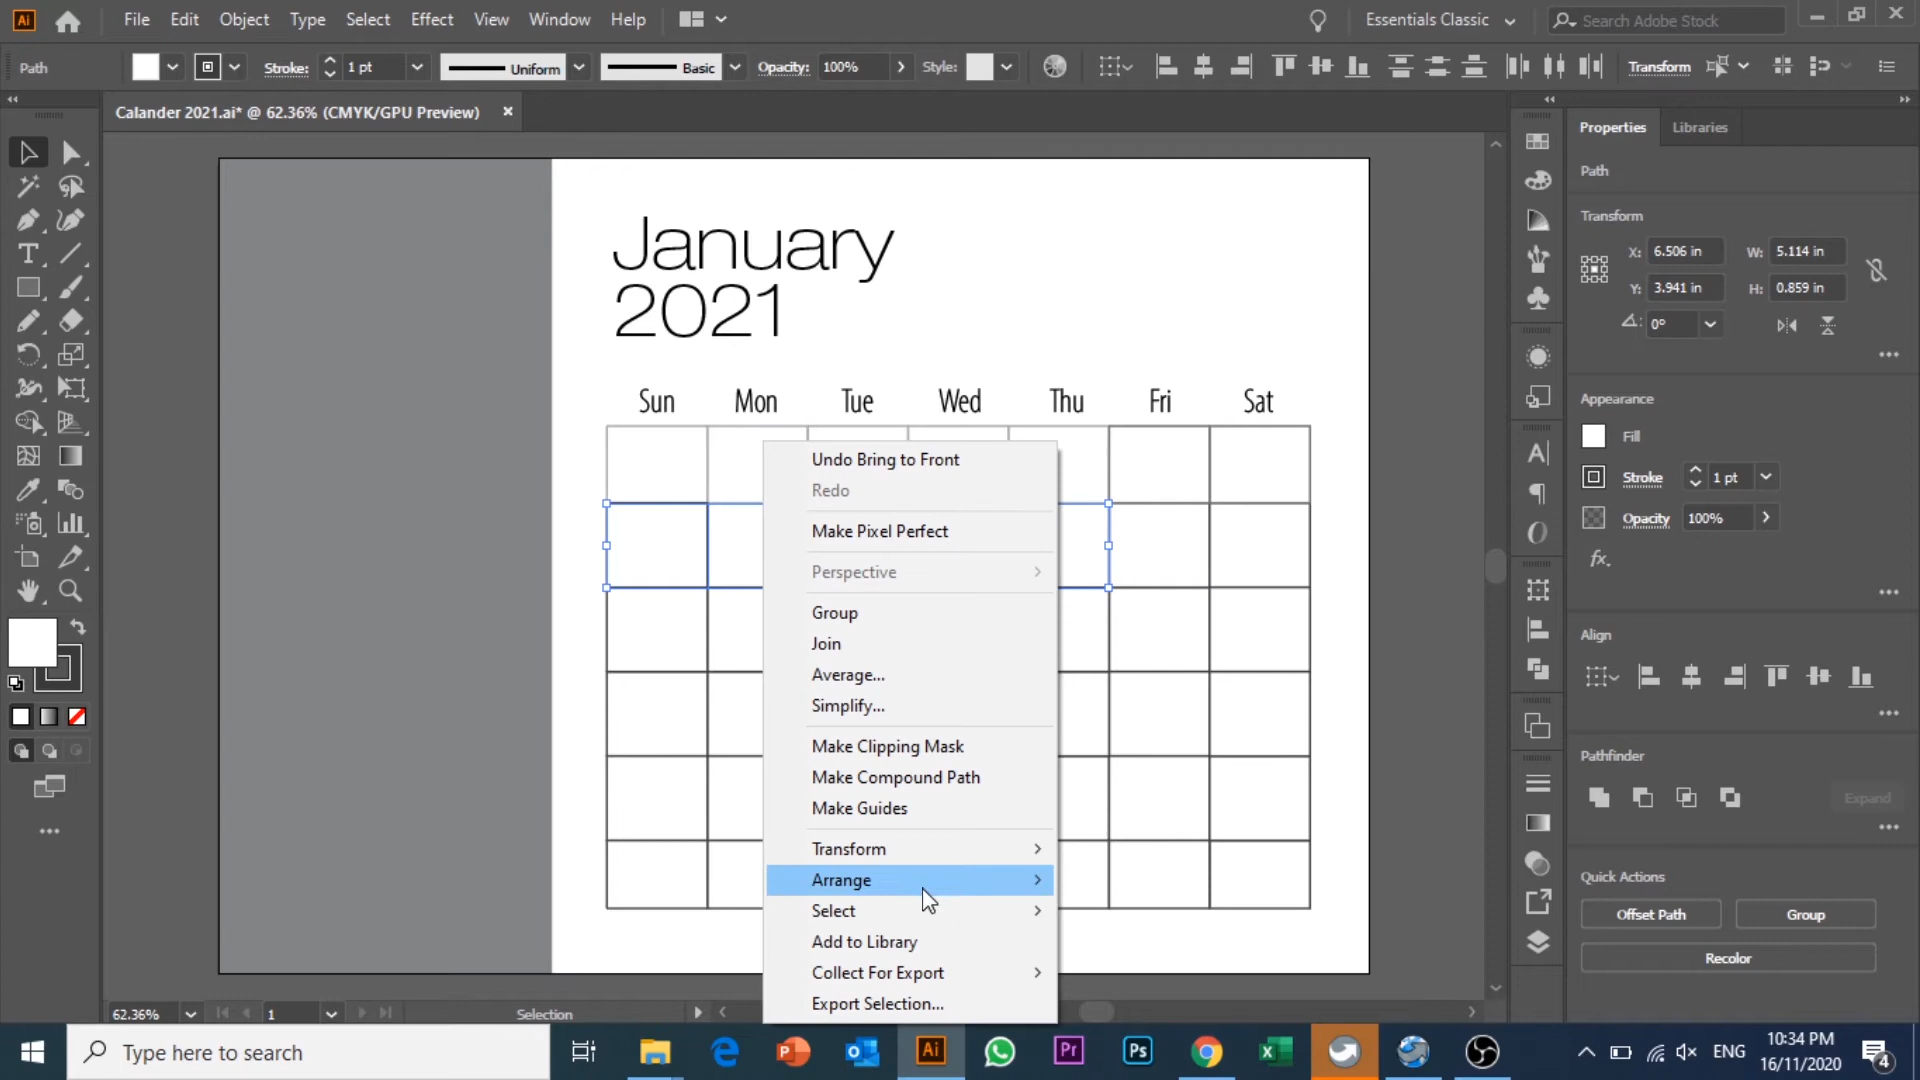 Ai File Edit Object Type Select Effect View Window Help Essentials Classic Search Adobe Stock
Path Stroke: 1 pt Uniform Basic Opacity: 100% Style: Transform
Calander 2021.ai* @ 62.36% (CMYK/GPU Preview)
Properties Libraries
Path
Transform
X: 6.506 in W: 5.114 in
Y: 3.941 in H: 0.859 in
0°
Appearance
Fill
Stroke 1 pt
Opacity 100%
fx.
Align
Pathfinder
Expand
Quick Actions
Offset Path Group
Recolor
January
2021
Sun Mon Tue Wed Thu Fri Sat
Undo Bring to Front
Redo
Make Pixel Perfect
Perspective
Group
Join
Average...
Simplify...
Make Clipping Mask
Make Compound Path
Make Guides
Transform
Arrange
Select
Add to Library
Collect For Export
Export Selection...
62.36% 1 Selection
Type here to search
Ai Pr Ps
ENG
10:34 PM
16/11/2020
4